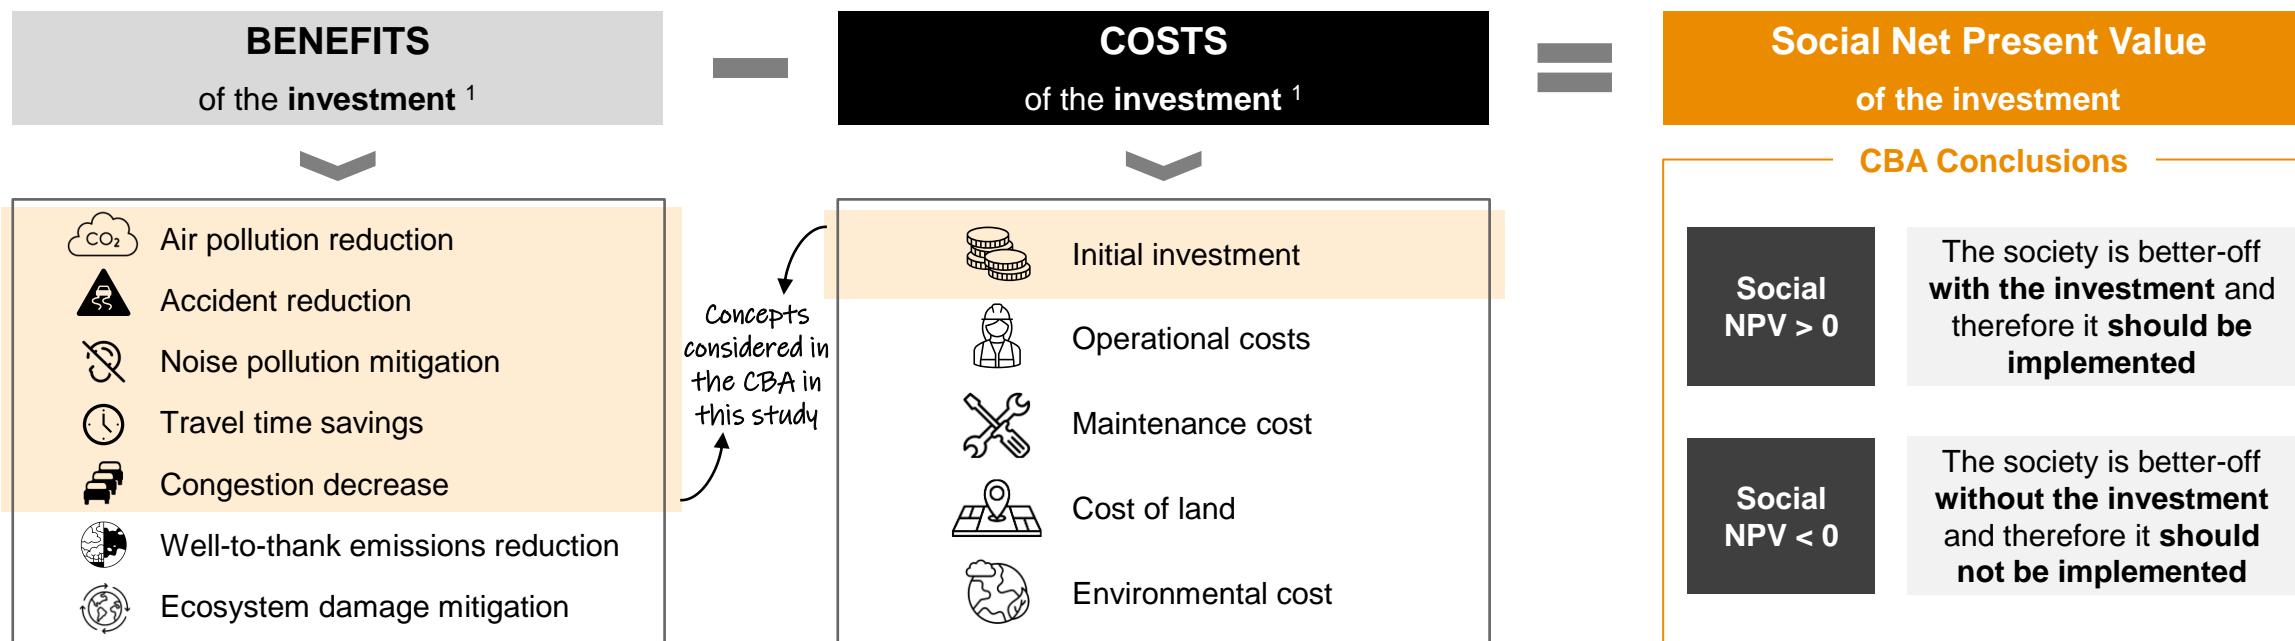 BENEFITS
of the investment 1
COSTS
of the investment 1
Social Net Present Value
of the investment
CO2
Air pollution reduction
Accident reduction
Noise pollution mitigation
Travel time savings
Congestion decrease
Well-to-thank emissions reduction
Ecosystem damage mitigation
Concepts
considered in
the CBA in
this study
Initial investment
Operational costs
Maintenance cost
Cost of land
Environmental cost
CBA Conclusions
Social
NPV > 0
The society is better-off
with the investment and
therefore it should be
implemented
Social
NPV < 0
The society is better-off
without the investment
and therefore it should
not be implemented